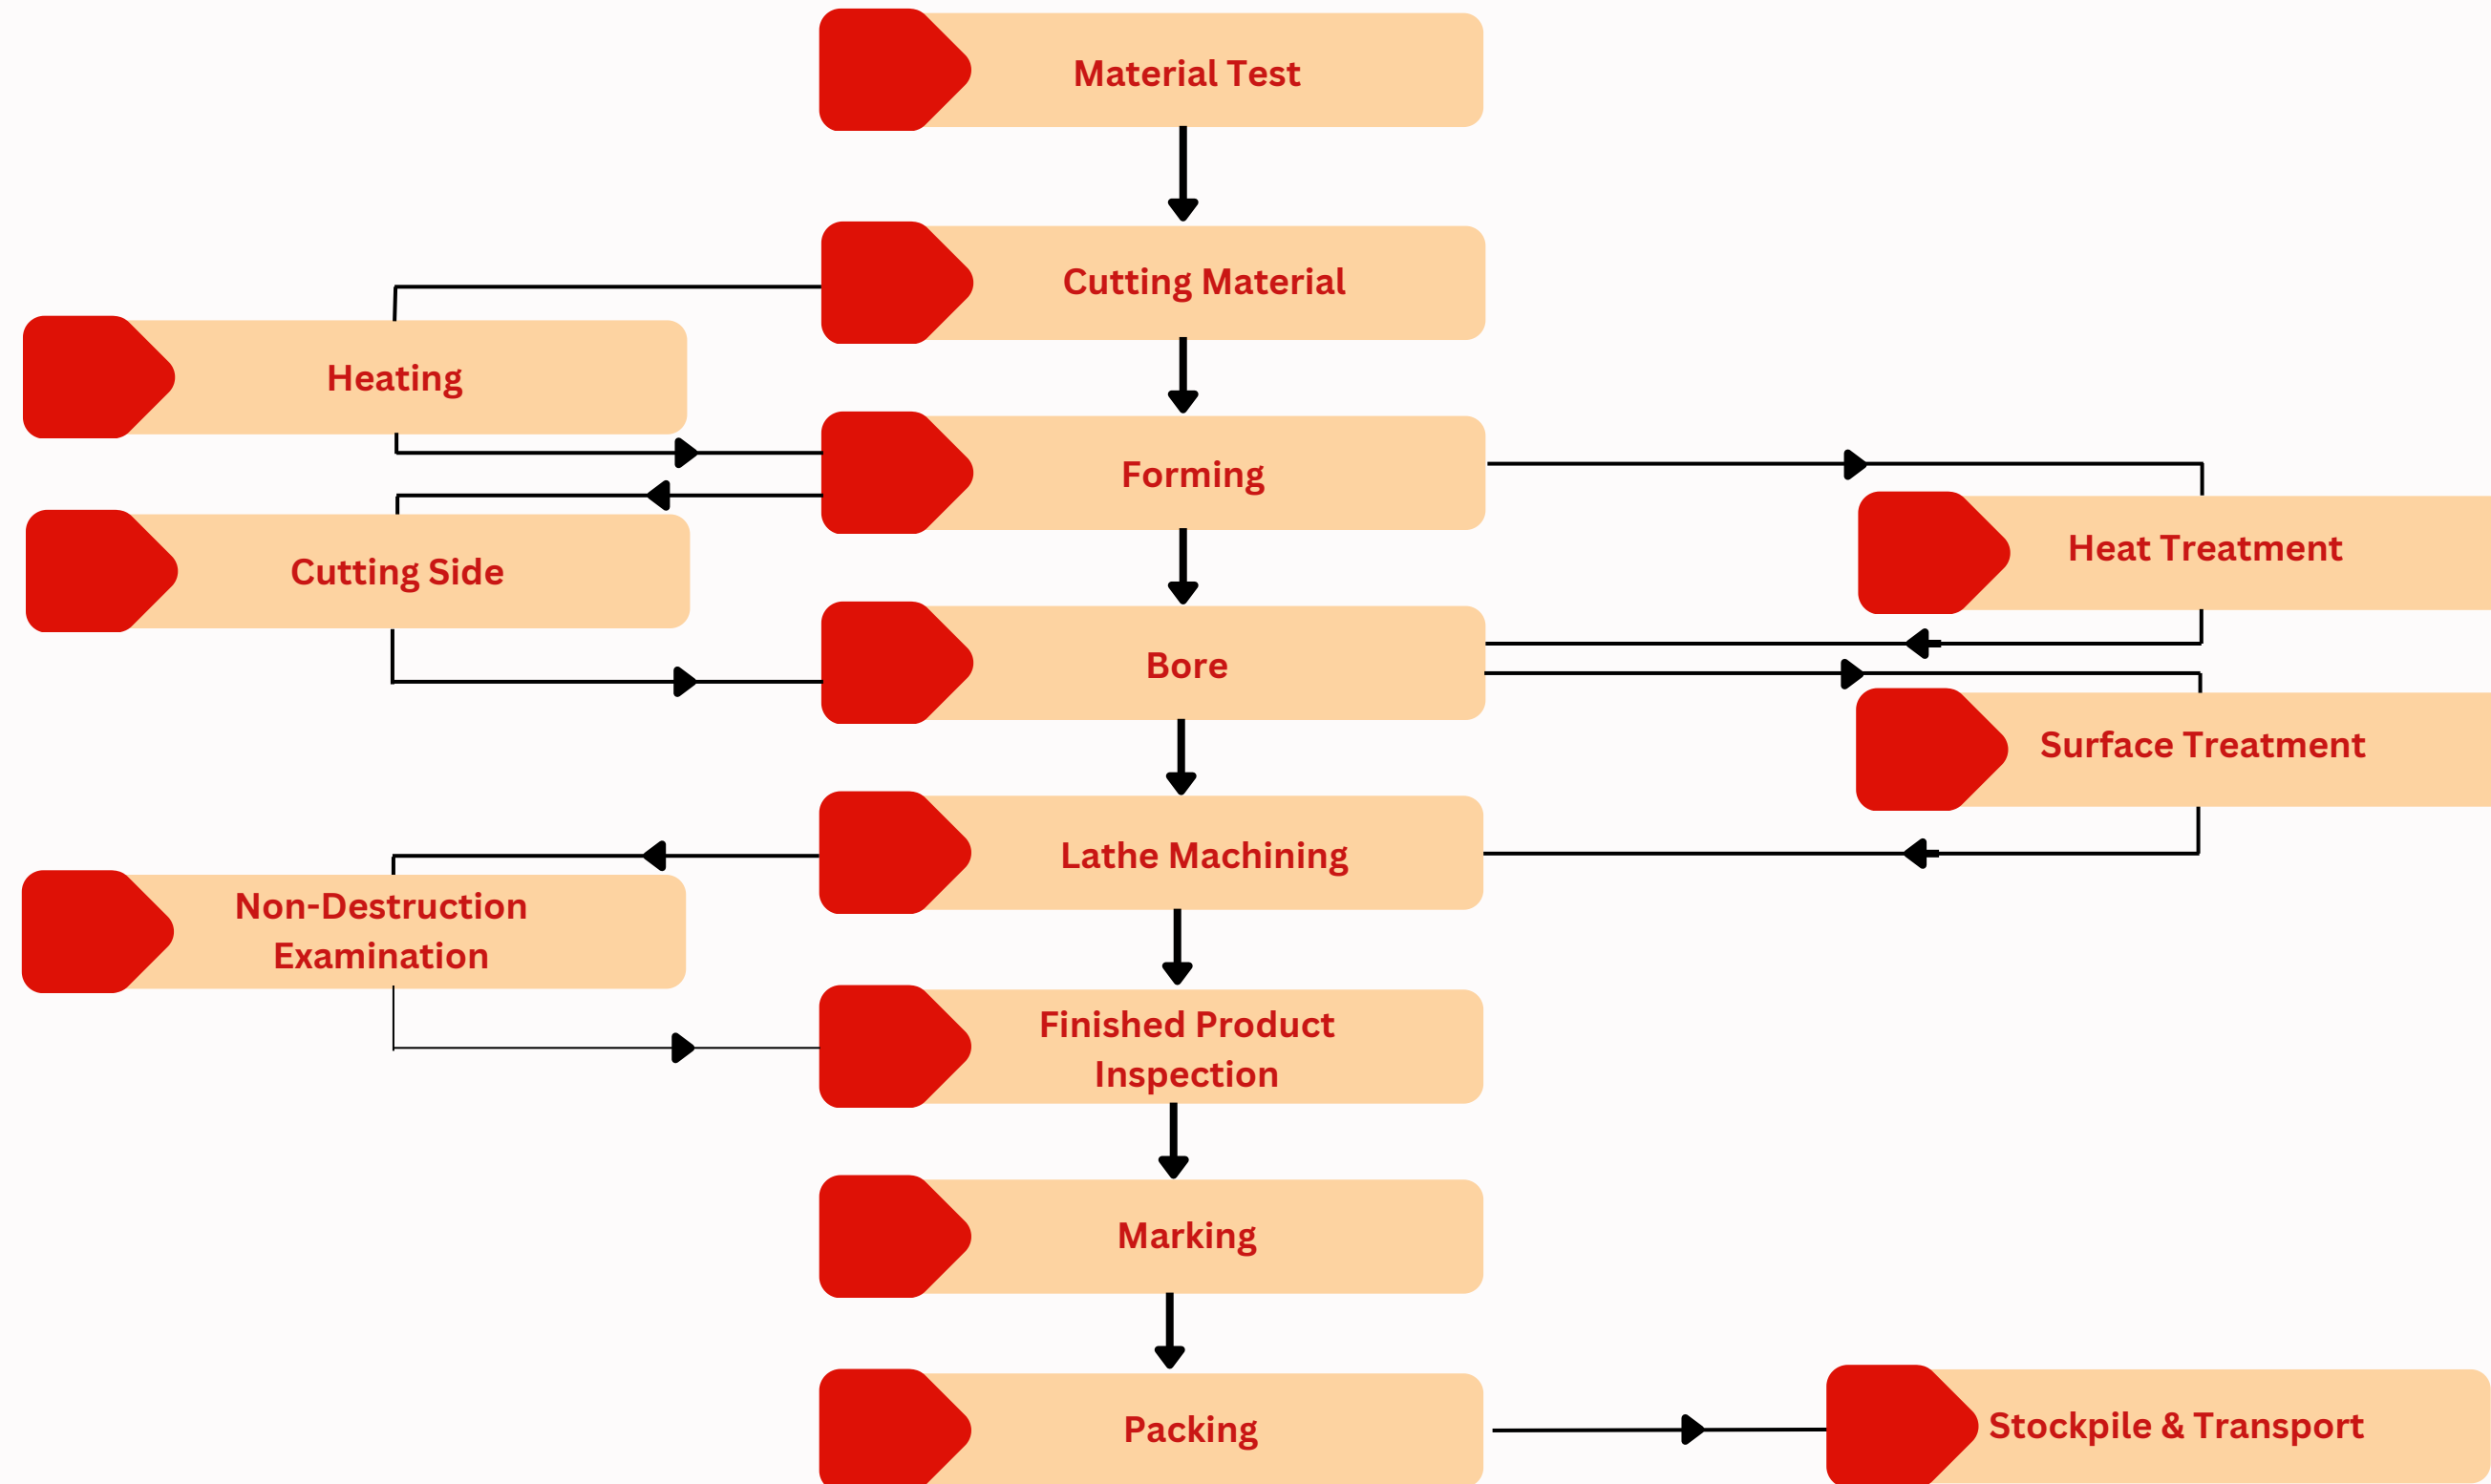 Material Test
Cutting Material
Heating
Forming
Heat Treatment
Cutting Side
Bore
Surface Treatment
Lathe Machining
Non-Destruction
Examination
Finished Product
Inspection
Marking
Packing
Stockpile & Transport